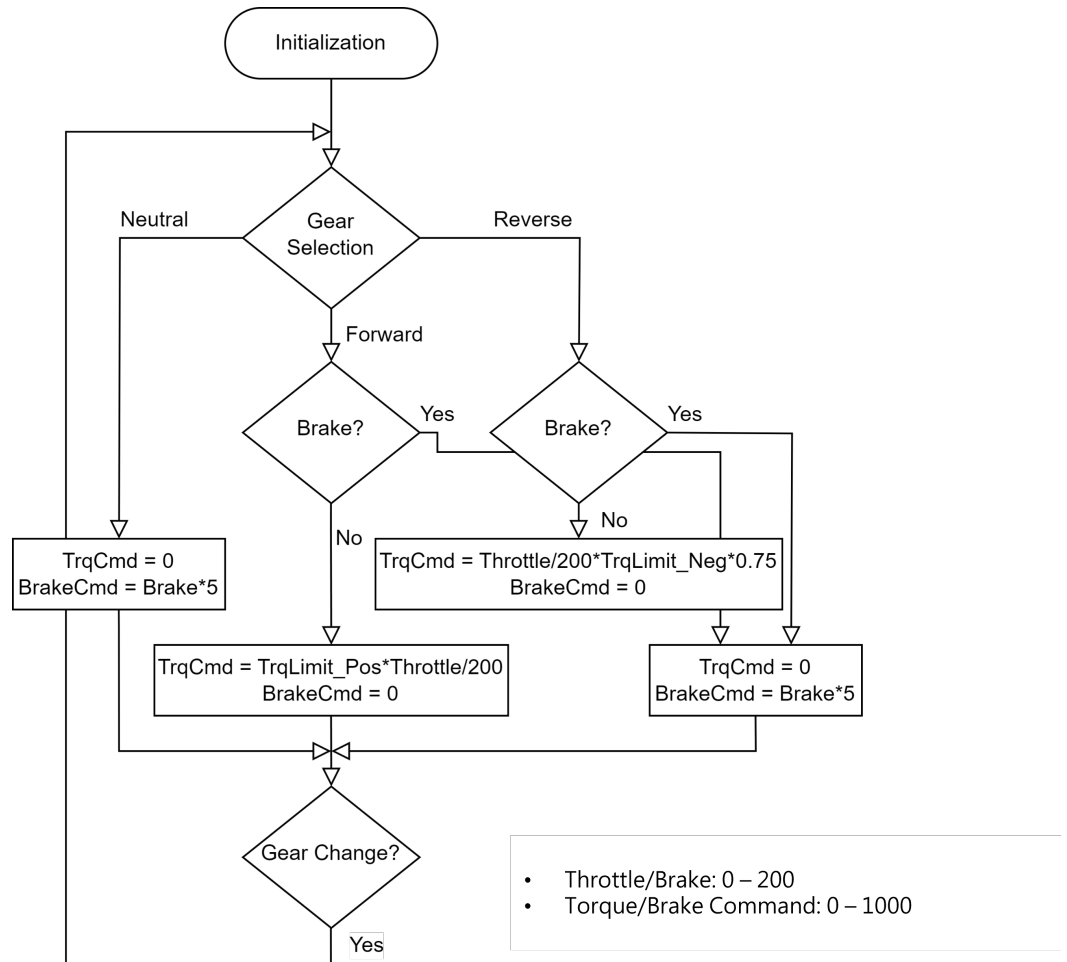 Initialization
Gear
Selection
Neutral
Reverse
Forward
Brake?
Yes
Brake?
Yes
No
No
TrqCmd = 0
BrakeCmd = Brake*5
TrqCmd = Throttle/200*TrqLimit_Neg*0.75
BrakeCmd = 0
TrqCmd = TrqLimit_Pos*Throttle/200
BrakeCmd = 0
TrqCmd = 0
BrakeCmd = Brake*5
Gear Change?
Yes
• Throttle/Brake: 0 – 200
• Torque/Brake Command: 0 – 1000